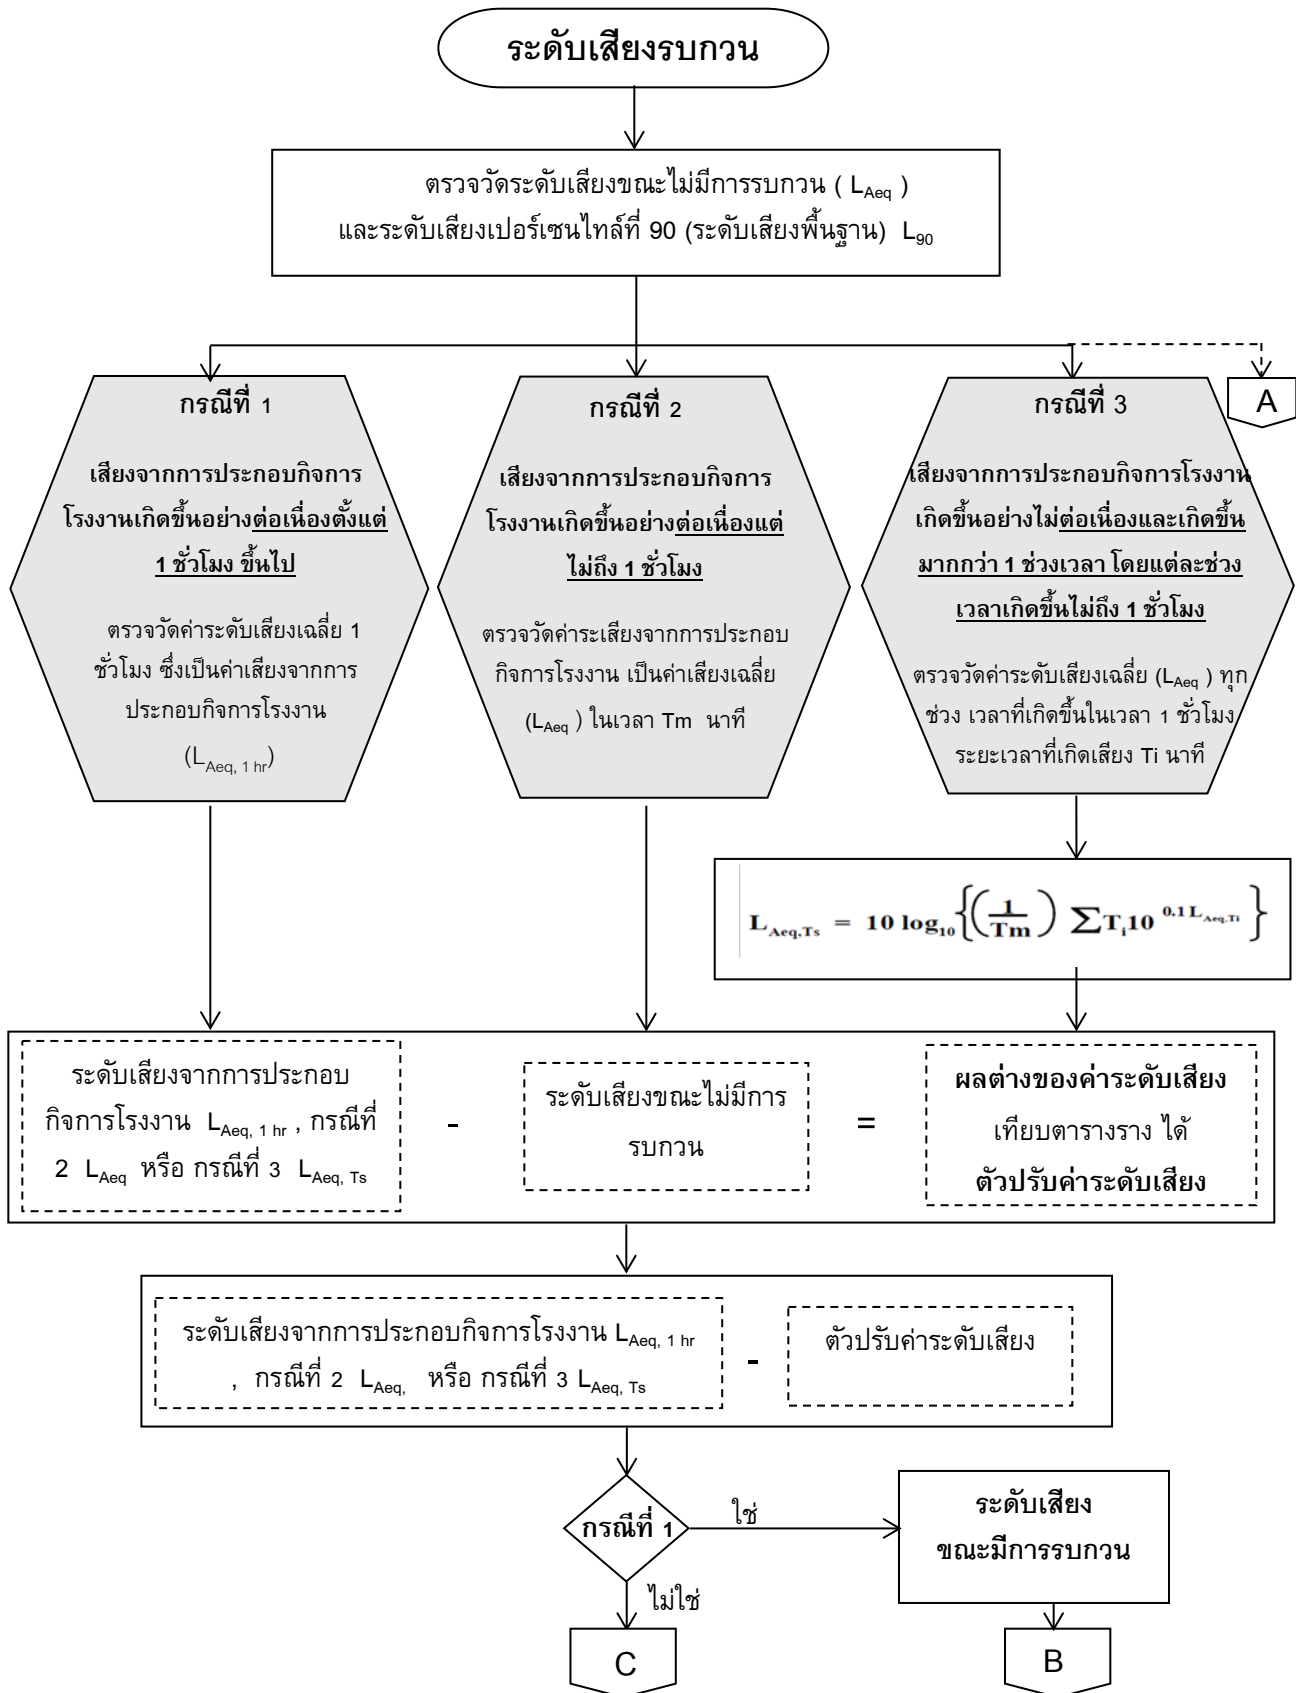 ระดับเสียงรบกวน
ตรวจวัดระดับเสียงขณะไม่มีการรบกวน ( LAeq )
และระดับเสียงเปอร์เซนไทล์ที่ 90 (ระดับเสียงพื้นฐาน) L90
กรณีที่ 1
เสียงจากการประกอบกิจการ
โรงงานเกิดขึ้นอย่างต่อเนื่องตั้งแต่
1 ชั่วโมง ขึ้นไป
ตรวจวัดค่าระดับเสียงเฉลี่ย 1
ชั่วโมง ซึ่งเป็นค่าเสียงจากการ
ประกอบกิจการโรงงาน
(LAeq, 1 hr)
กรณีที่ 2
เสียงจากการประกอบกิจการ
โรงงานเกิดขึ้นอย่างต่อเนื่องแต่
ไม่ถึง 1 ชั่วโมง
ตรวจวัดค่าระเสียงจากการประกอบ
กิจการโรงงาน เป็นค่าเสียงเฉลี่ย
(LAeq ) ในเวลา Tm นาที
กรณีที่ 3
เสียงจากการประกอบกิจการโรงงาน
เกิดขึ้นอย่างไม่ต่อเนื่องและเกิดขึ้น
มากกว่า 1 ช่วงเวลา โดยแต่ละช่วง
เวลาเกิดขึ้นไม่ถึง 1 ชั่วโมง
ตรวจวัดค่าระดับเสียงเฉลี่ย (LAeq ) ทุก
ช่วง เวลาที่เกิดขึ้นในเวลา 1 ชั่วโมง
ระยะเวลาที่เกิดเสียง Ti นาที
A
LAeq,Ts = 10 log10{(1/Tm) ∑Ti10 0.1 LAeq,Ti}
ระดับเสียงจากการประกอบ
กิจการโรงงาน LAeq, 1 hr , กรณีที่
2 LAeq หรือ กรณีที่ 3 LAeq, Ts
-
ระดับเสียงขณะไม่มีการ
รบกวน
=
ผลต่างของค่าระดับเสียง
เทียบตารางราง ได้
ตัวปรับค่าระดับเสียง
ระดับเสียงจากการประกอบกิจการโรงงาน LAeq, 1 hr
, กรณีที่ 2 LAeq, หรือ กรณีที่ 3 LAeq, Ts
-
ตัวปรับค่าระดับเสียง
กรณีที่ 1
ใช่
ระดับเสียง
ขณะมีการรบกวน
ไม่ใช่
C
B